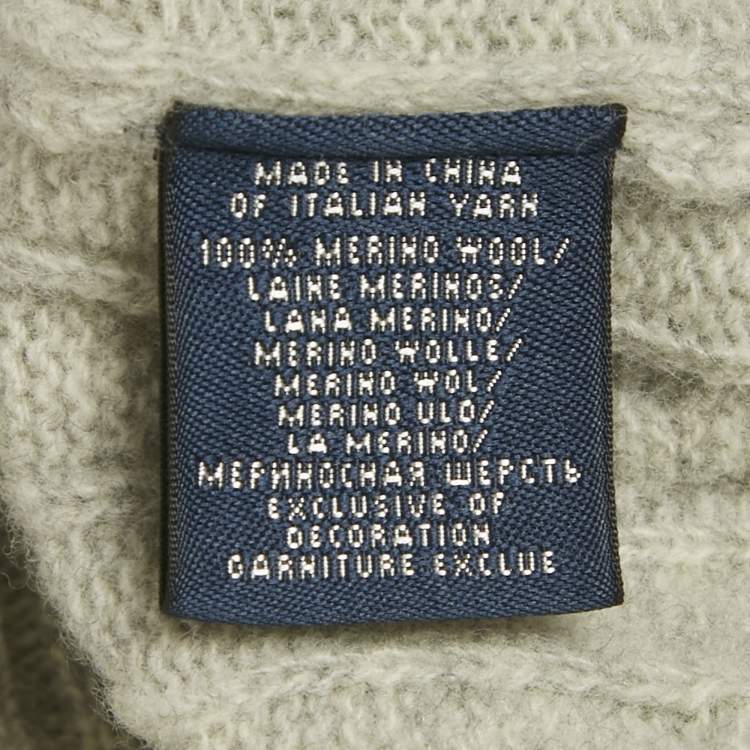 MADE IN CHINA
OF ITALIAN YARN
100% MERINO WOOL/
LAINE MERINOS/
LANA MERINO/
MERINO WOLLE/
MERINO WOL/
MERINO ULD/
LA MERINO/
МЕРИНОСНАЯ ШЕРСТЬ
EXCLUSIVE OF
DECORATION
GARNITURE EXCLUE